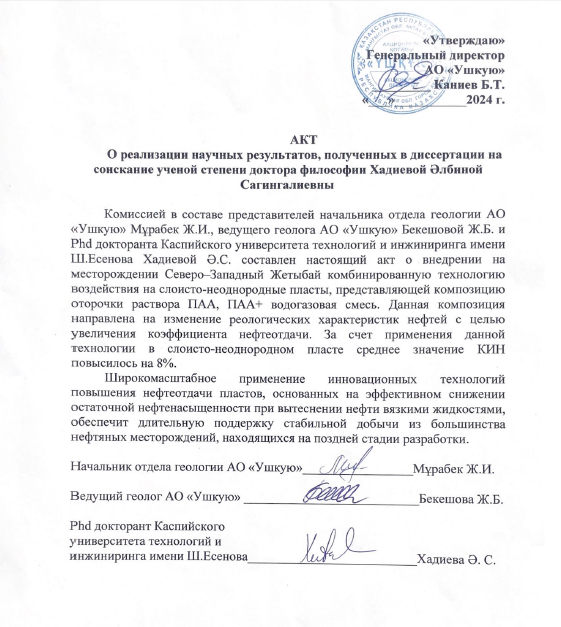 «Утверждаю»
Генеральный директор
АО «Ушкую»
Каниев Б.Т.
«____»____________2024 г.
АКТ
О реализации научных результатов, полученных в диссертации на
соискание ученой степени доктора философии Хадиевой Әлбиной
Сагингалиевны
Комиссией в составе представителей начальника отдела геологии АО
«Ушкую» Мұрабек Ж.И., ведущего геолога АО «Ушкую» Бекешовой Ж.Б. и
Phd докторанта Каспийского университета технологий и инжиниринга имени
Ш.Есенова Хадиевой Ә.С. составлен настоящий акт о внедрении на
месторождении Северо–Западный Жетыбай комбинированную технологию
воздействия на слоисто-неоднородные пласты, представляющей композицию
оторочки раствора ПАА, ПАА+ водогазовая смесь. Данная композиция
направлена на изменение реологических характеристик нефтей с целью
увеличения коэффициента нефтеотдачи. За счет применения данной
технологии в слоисто-неоднородном пласте среднее значение КИН
повысилось на 8%.
Широкомасштабное применение инновационных технологий
повышения нефтеотдачи пластов, основанных на эффективном снижении
остаточной нефтенасыщенности при вытеснении нефти вязкими жидкостями,
обеспечит длительную поддержку стабильной добычи из большинства
нефтяных месторождений, находящихся на поздней стадии разработки.
Начальник отдела геологии АО «Ушкую»________________Мұрабек Ж.И.
Ведущий геолог АО «Ушкую» _________________________Бекешова Ж.Б.
Phd докторант Каспийского
университета технологий и
инжиниринга имени Ш.Есенова________________________Хадиева Ә. С.